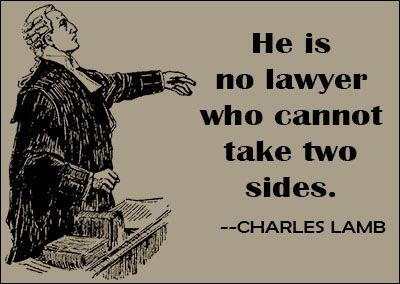 He is
no lawyer
who cannot
take two
sides.
--CHARLES LAMB